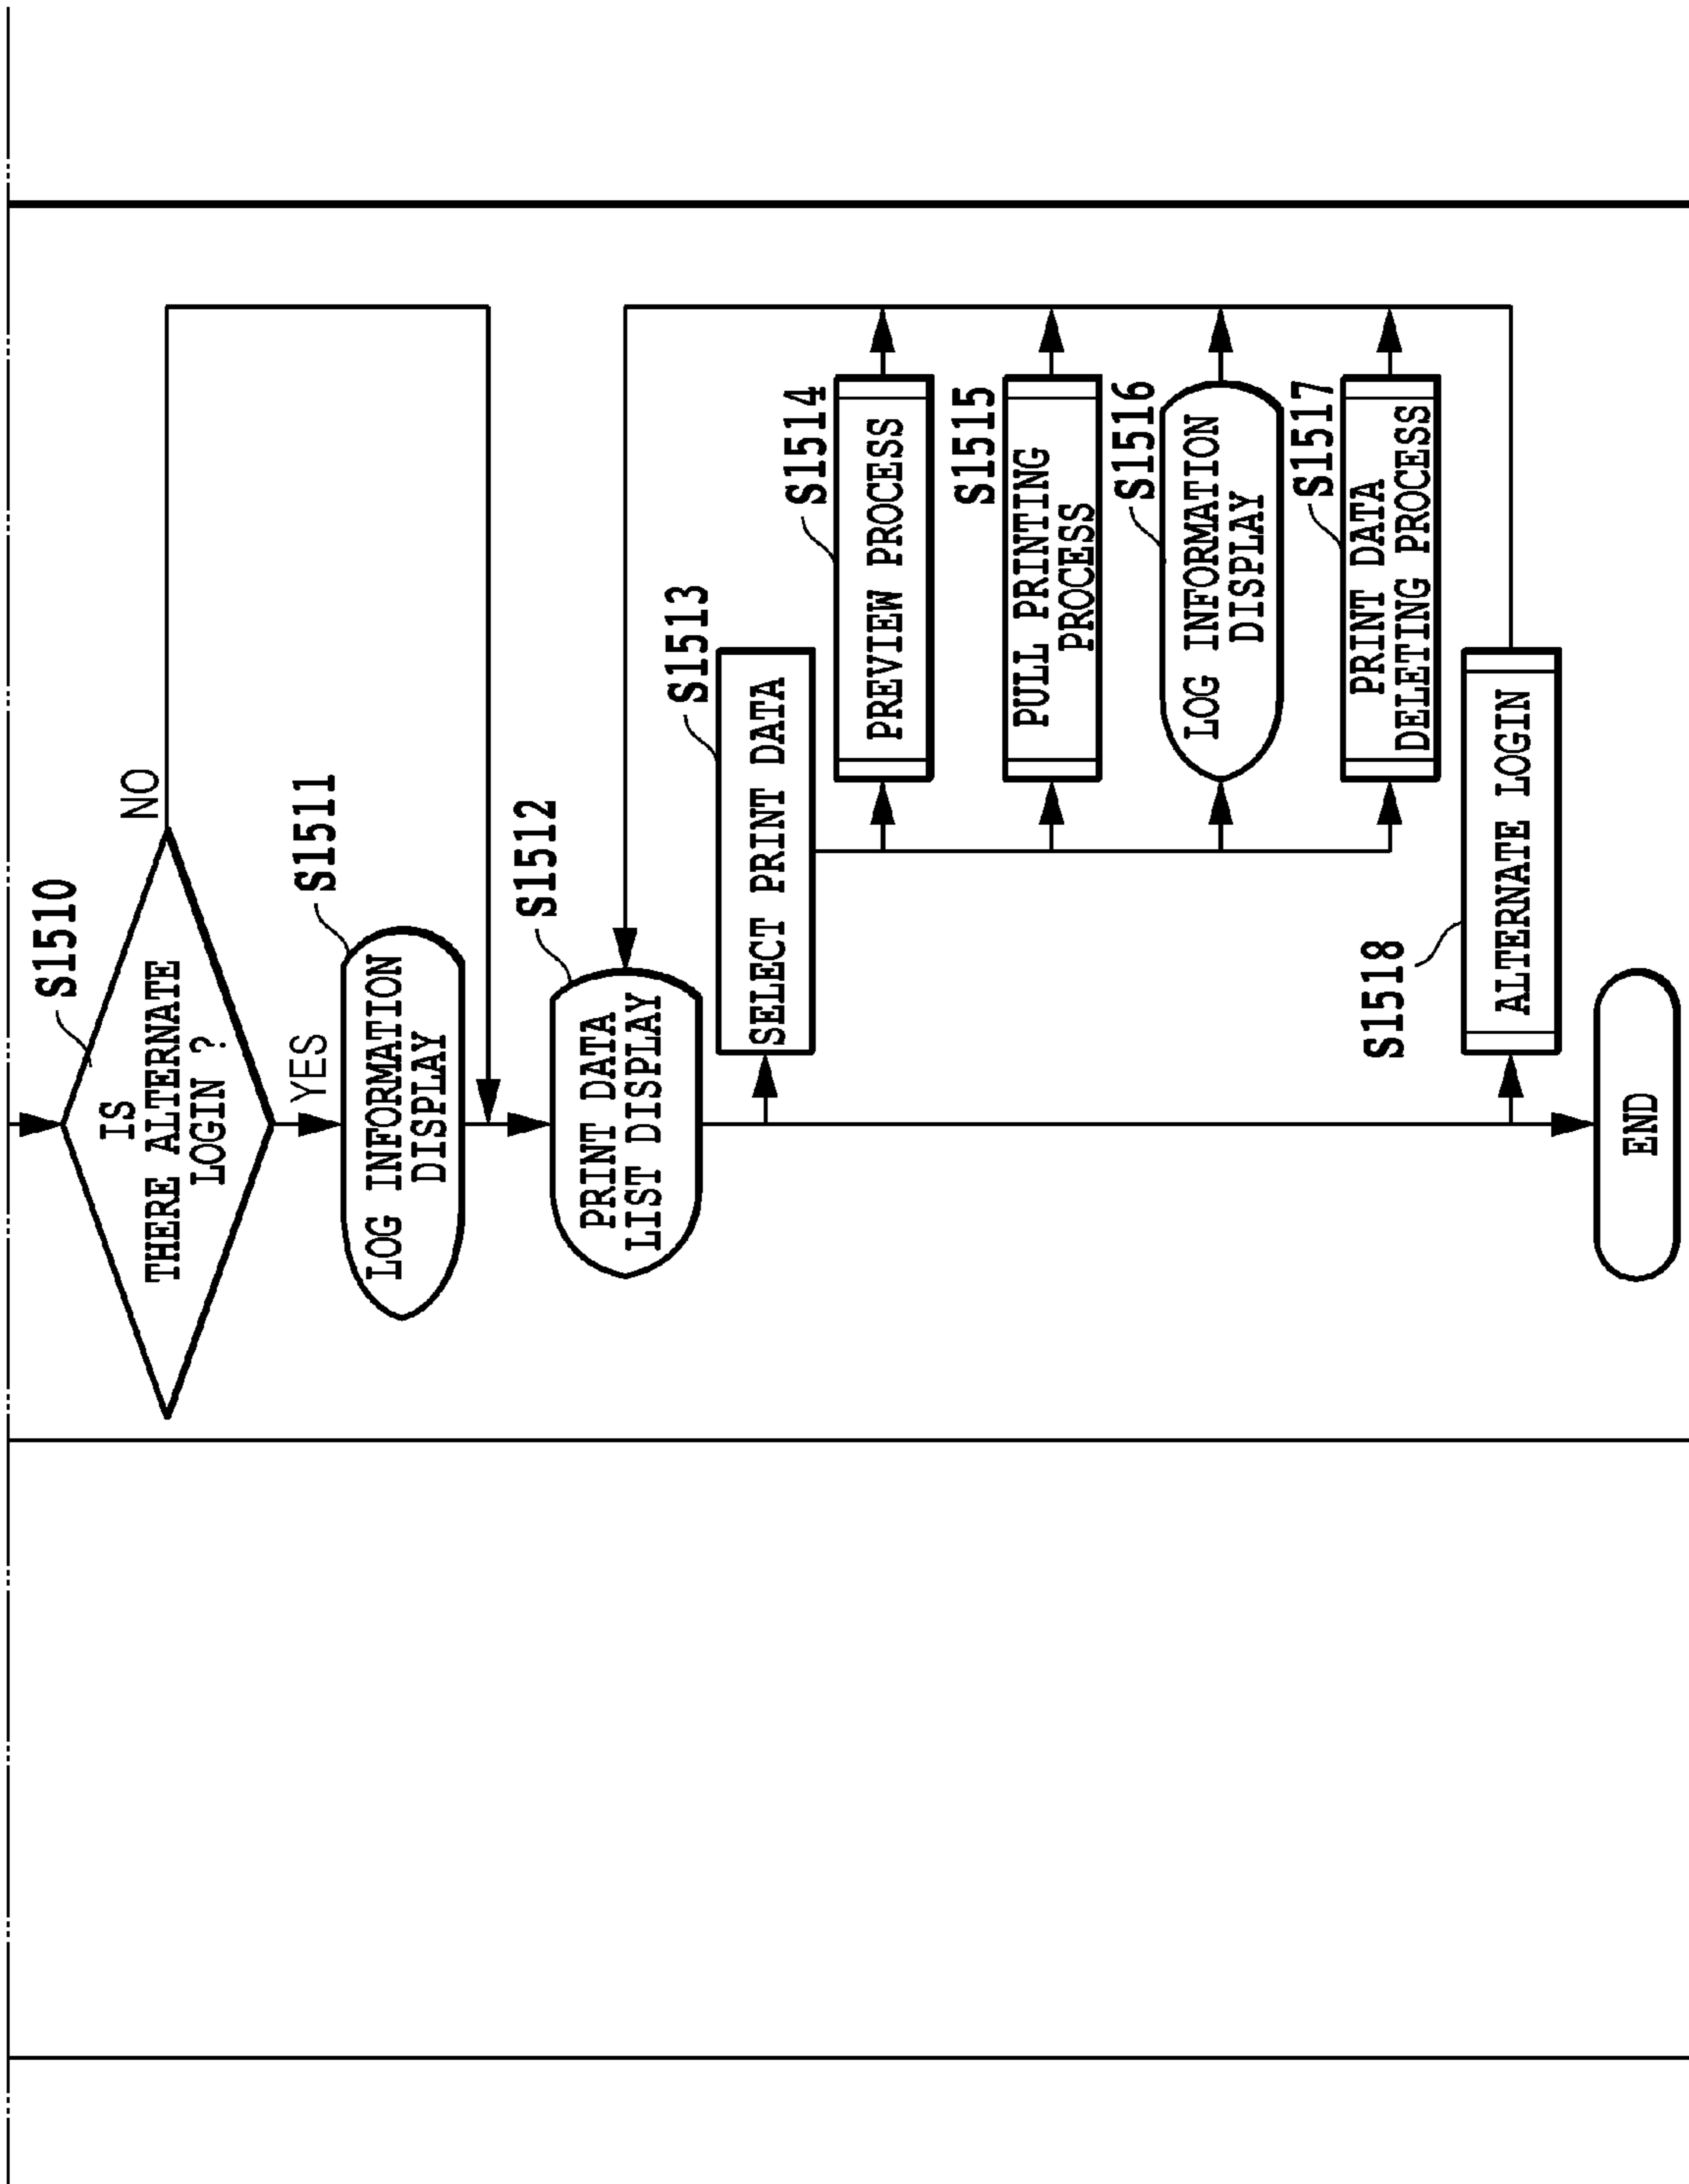 S1510
IS
THERE ALTERNATE
LOGIN ?
NO
YES
S1511
LOG INFORMATION
DISPLAY
S1512
PRINT DATA
LIST DISPLAY
S1513
SELECT PRINT DATA
S1514
PREVIEW PROCESS
S1515
PULL PRINTING
PROCESS
S1516
LOG INFORMATION
DISPLAY
S1517
PRINT DATA
DELETING PROCESS
S1518
ALTERNATE LOGIN
END